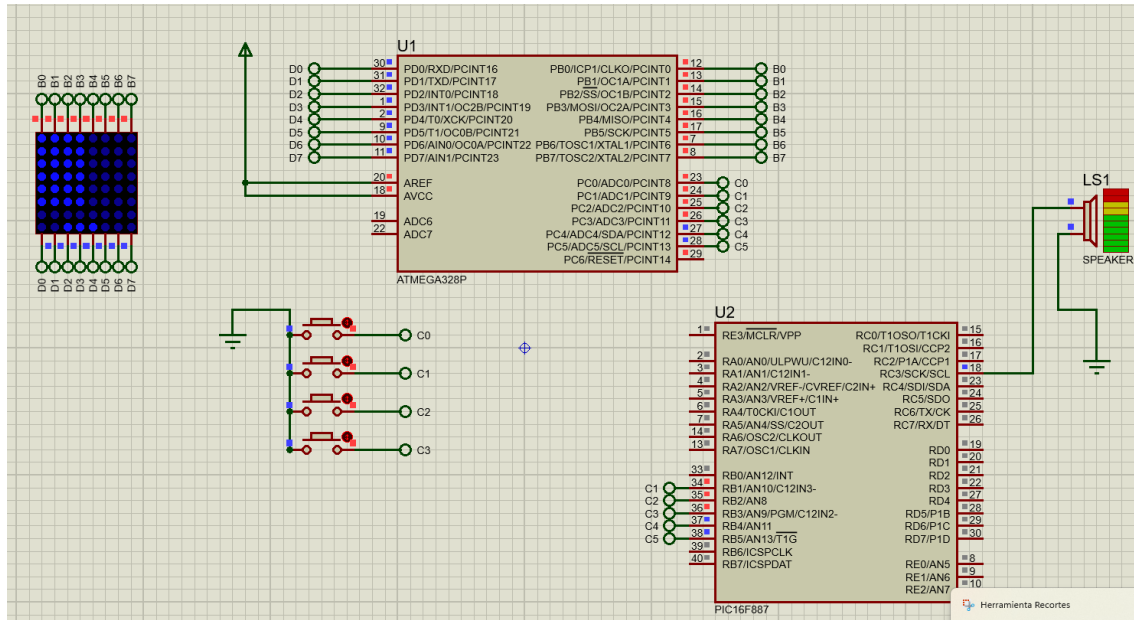 U1
30 PD0/RXD/PCINT16 PB0/ICP1/CLKO/PCINT0 12
31 PD1/TXD/PCINT17 PB1/OC1A/PCINT1 13
32 PD2/INT0/PCINT18 PB2/SS/OC1B/PCINT2 14
1 PD3/INT1/OC2B/PCINT19 PB3/MOSI/OC2A/PCINT3 15
2 PD4/T0/XCK/PCINT20 PB4/MISO/PCINT4 16
9 PD5/T1/OC0B/PCINT21 PB5/SCK/PCINT5 17
10 PD6/AIN0/OC0A/PCINT22 PB6/TOSC1/XTAL1/PCINT6 7
11 PD7/AIN1/PCINT23 PB7/TOSC2/XTAL2/PCINT7 8
20 AREF PC0/ADC0/PCINT8 23
18 AVCC PC1/ADC1/PCINT9 24
PC2/ADC2/PCINT10 25
19 ADC6 PC3/ADC3/PCINT11 26
22 ADC7 PC4/ADC4/SDA/PCINT12 27
PC5/ADC5/SCL/PCINT13 28
PC6/RESET/PCINT14 29
ATMEGA328P
D0
D1
D2
D3
D4
D5
D6
D7
B0
B1
B2
B3
B4
B5
B6
B7
C0
C1
C2
C3
C4
C5
B0 B1 B2 B3 B4 B5 B6 B7
D0 D1 D2 D3 D4 D5 D6 D7
C0
C1
C2
C3
LS1
SPEAKER
U2
1 RE3/MCLR/VPP RC0/T1OSO/T1CKI 15
RC1/T1OSI/CCP2 16
2 RA0/AN0/ULPWU/C12IN0- RC2/P1A/CCP1 17
3 RA1/AN1/C12IN1- RC3/SCK/SCL 18
4 RA2/AN2/VREF-/CVREF/C2IN+ RC4/SDI/SDA 23
5 RA3/AN3/VREF+/C1IN+ RC5/SDO 24
6 RA4/T0CKI/C1OUT RC6/TX/CK 25
7 RA5/AN4/SS/C2OUT RC7/RX/DT 26
14 RA6/OSC2/CLKOUT
13 RA7/OSC1/CLKIN RD0 19
RD1 20
33 RB0/AN12/INT RD2 21
C1 34 RB1/AN10/C12IN3- RD3 22
C2 35 RB2/AN8 RD4 27
C3 36 RB3/AN9/PGM/C12IN2- RD5/P1B 28
C4 37 RB4/AN11 RD6/P1C 29
C5 38 RB5/AN13/T1G RD7/P1D 30
39 RB6/ICSPCLK
40 RB7/ICSPDAT RE0/AN5 8
RE1/AN6 9
RE2/AN7 10
PIC16F887
Herramienta Recortes